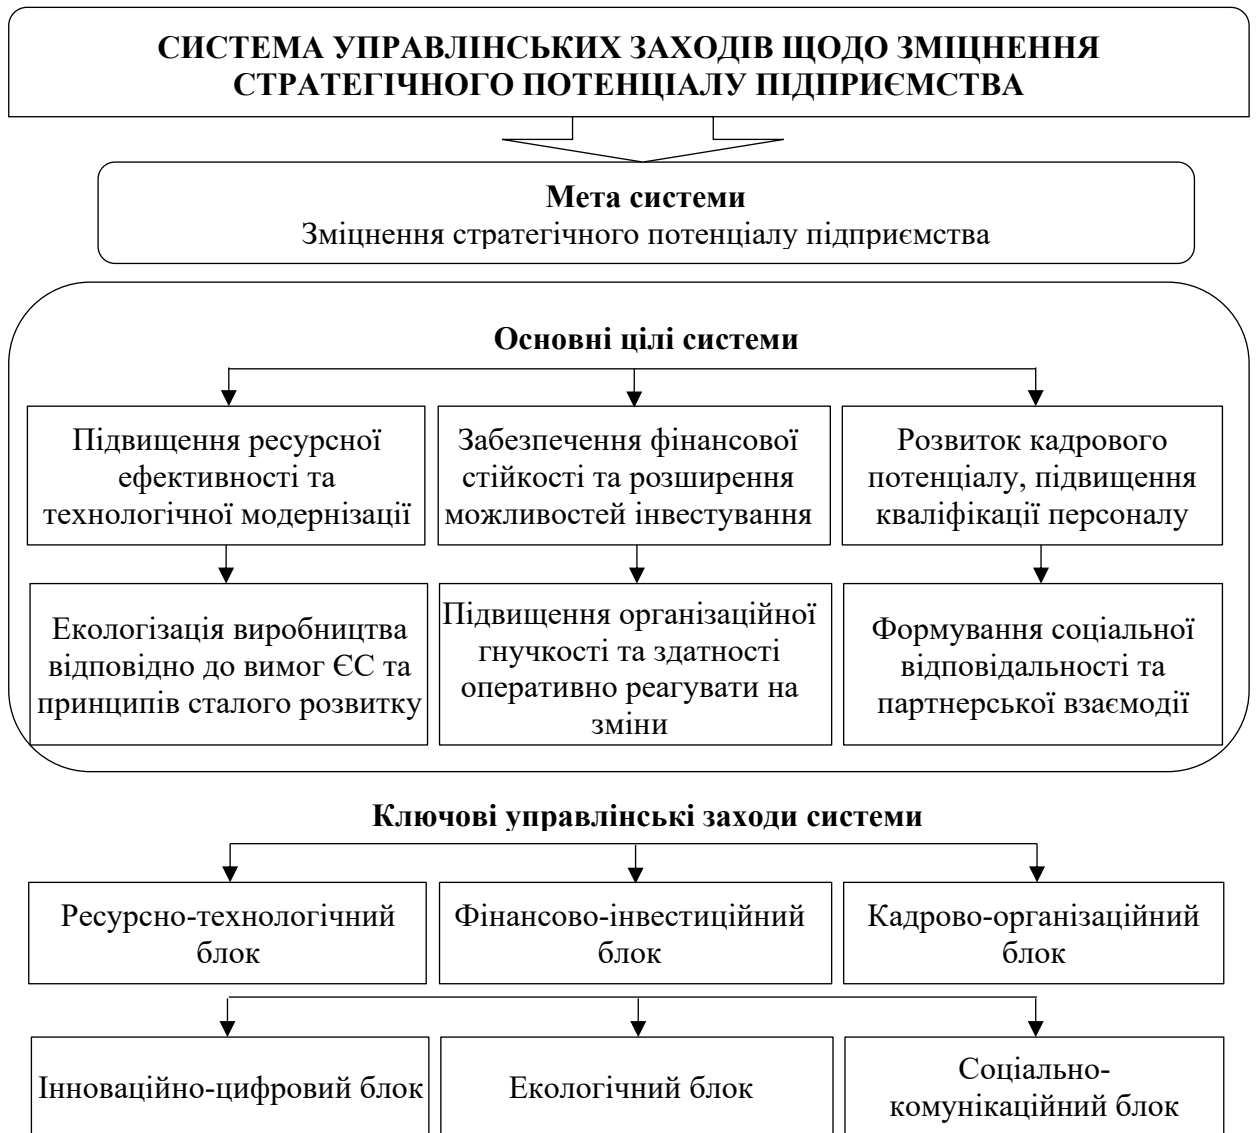 СИСТЕМА УПРАВЛІНСЬКИХ ЗАХОДІВ ЩОДО ЗМІЦНЕННЯ
СТРАТЕГІЧНОГО ПОТЕНЦІАЛУ ПІДПРИЄМСТВА
Мета системи
Зміцнення стратегічного потенціалу підприємства
Основні цілі системи
Підвищення ресурсної
ефективності та
технологічної модернізації
Забезпечення фінансової
стійкості та розширення
можливостей інвестування
Розвиток кадрового
потенціалу, підвищення
кваліфікації персоналу
Екологізація виробництва
відповідно до вимог ЄС та
принципів сталого розвитку
Підвищення організаційної
гнучкості та здатності
оперативно реагувати на
зміни
Формування соціальної
відповідальності та
партнерської взаємодії
Ключові управлінські заходи системи
Ресурсно-технологічний
блок
Фінансово-інвестиційний
блок
Кадрово-організаційний
блок
Інноваційно-цифровий блок
Екологічний блок
Соціально-
комунікаційний блок